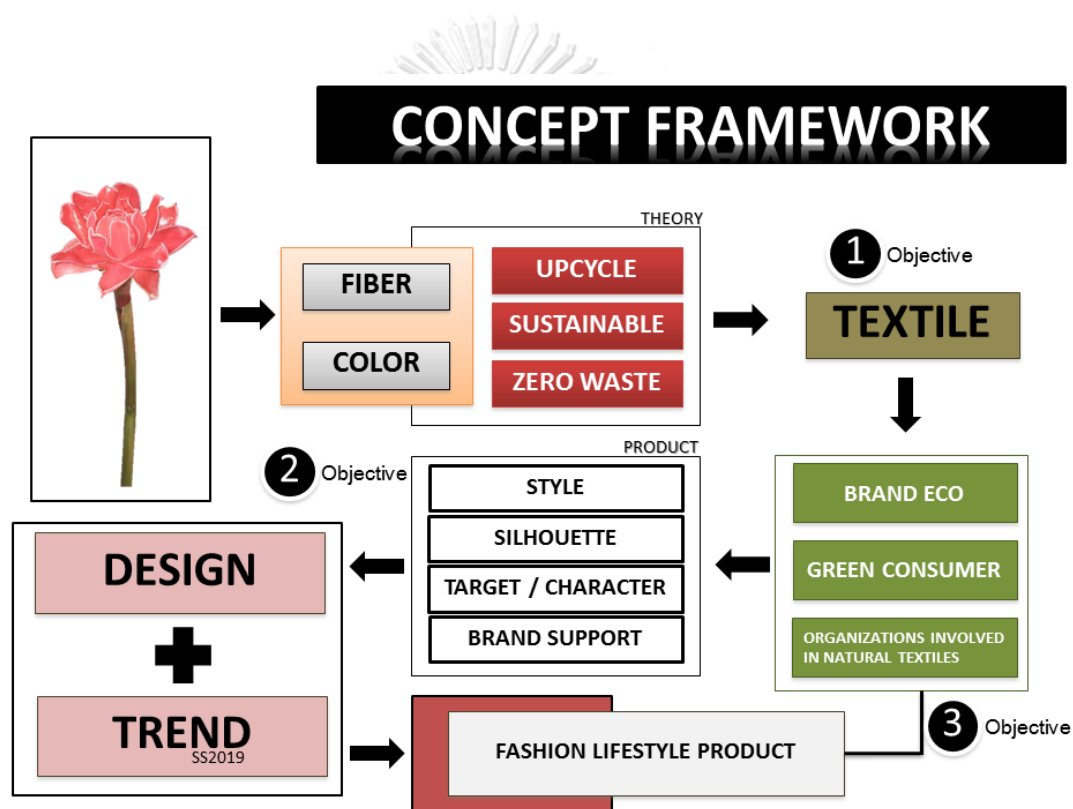 CONCEPT FRAMEWORK
THEORY
FIBER
COLOR
UPCYCLE
SUSTAINABLE
ZERO WASTE
1 Objective
TEXTILE
2 Objective
PRODUCT
STYLE
SILHOUETTE
TARGET / CHARACTER
BRAND SUPPORT
BRAND ECO
GREEN CONSUMER
ORGANIZATIONS INVOLVED
IN NATURAL TEXTILES
DESIGN
TREND
SS2019
FASHION LIFESTYLE PRODUCT
3 Objective